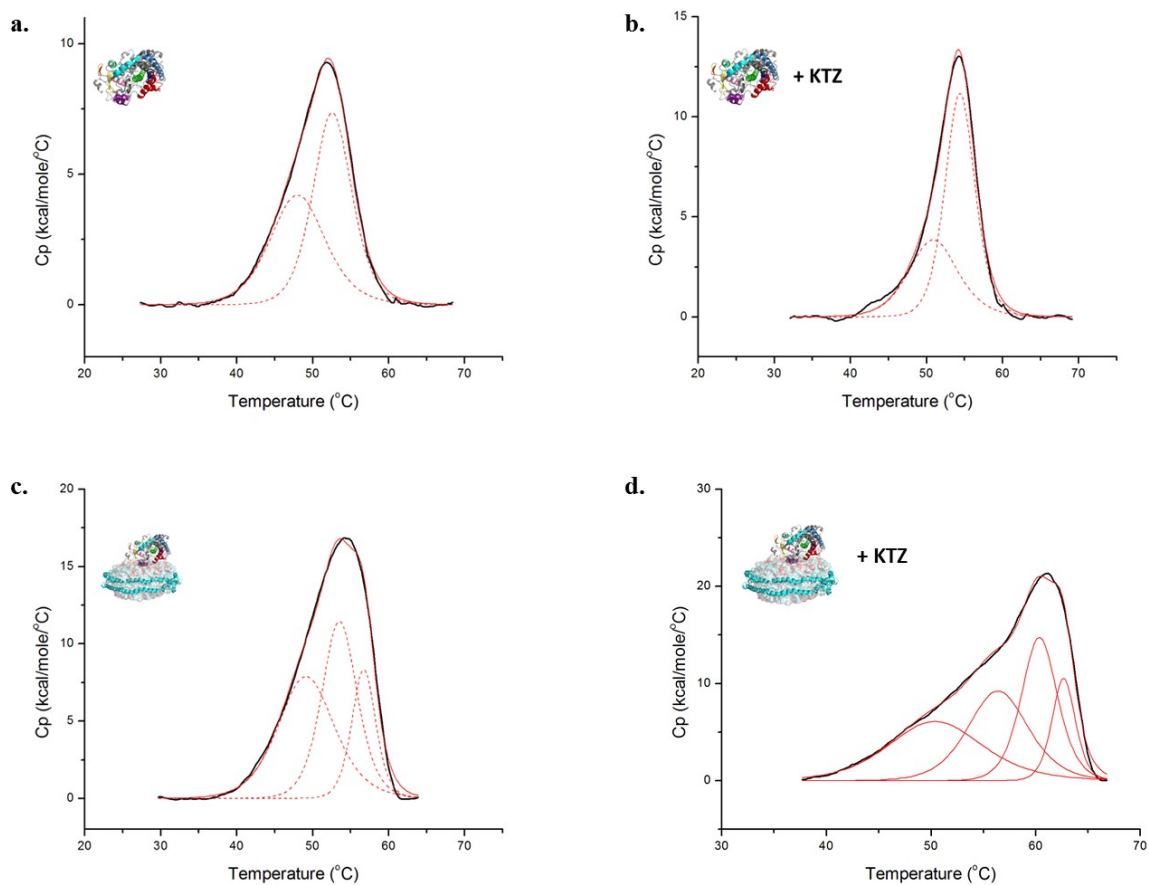 a.
10
5
0
Cp (kcal/mole/°C)
20 30 40 50 60 70
Temperature (°C)
b.
+ KTZ
15
10
5
0
Cp (kcal/mole/°C)
20 30 40 50 60 70
Temperature (°C)
c.
20
15
10
5
0
Cp (kcal/mole/°C)
20 30 40 50 60 70
Temperature (°C)
d.
+ KTZ
30
20
10
0
Cp (kcal/mole/°C)
30 40 50 60 70
Temperature (°C)